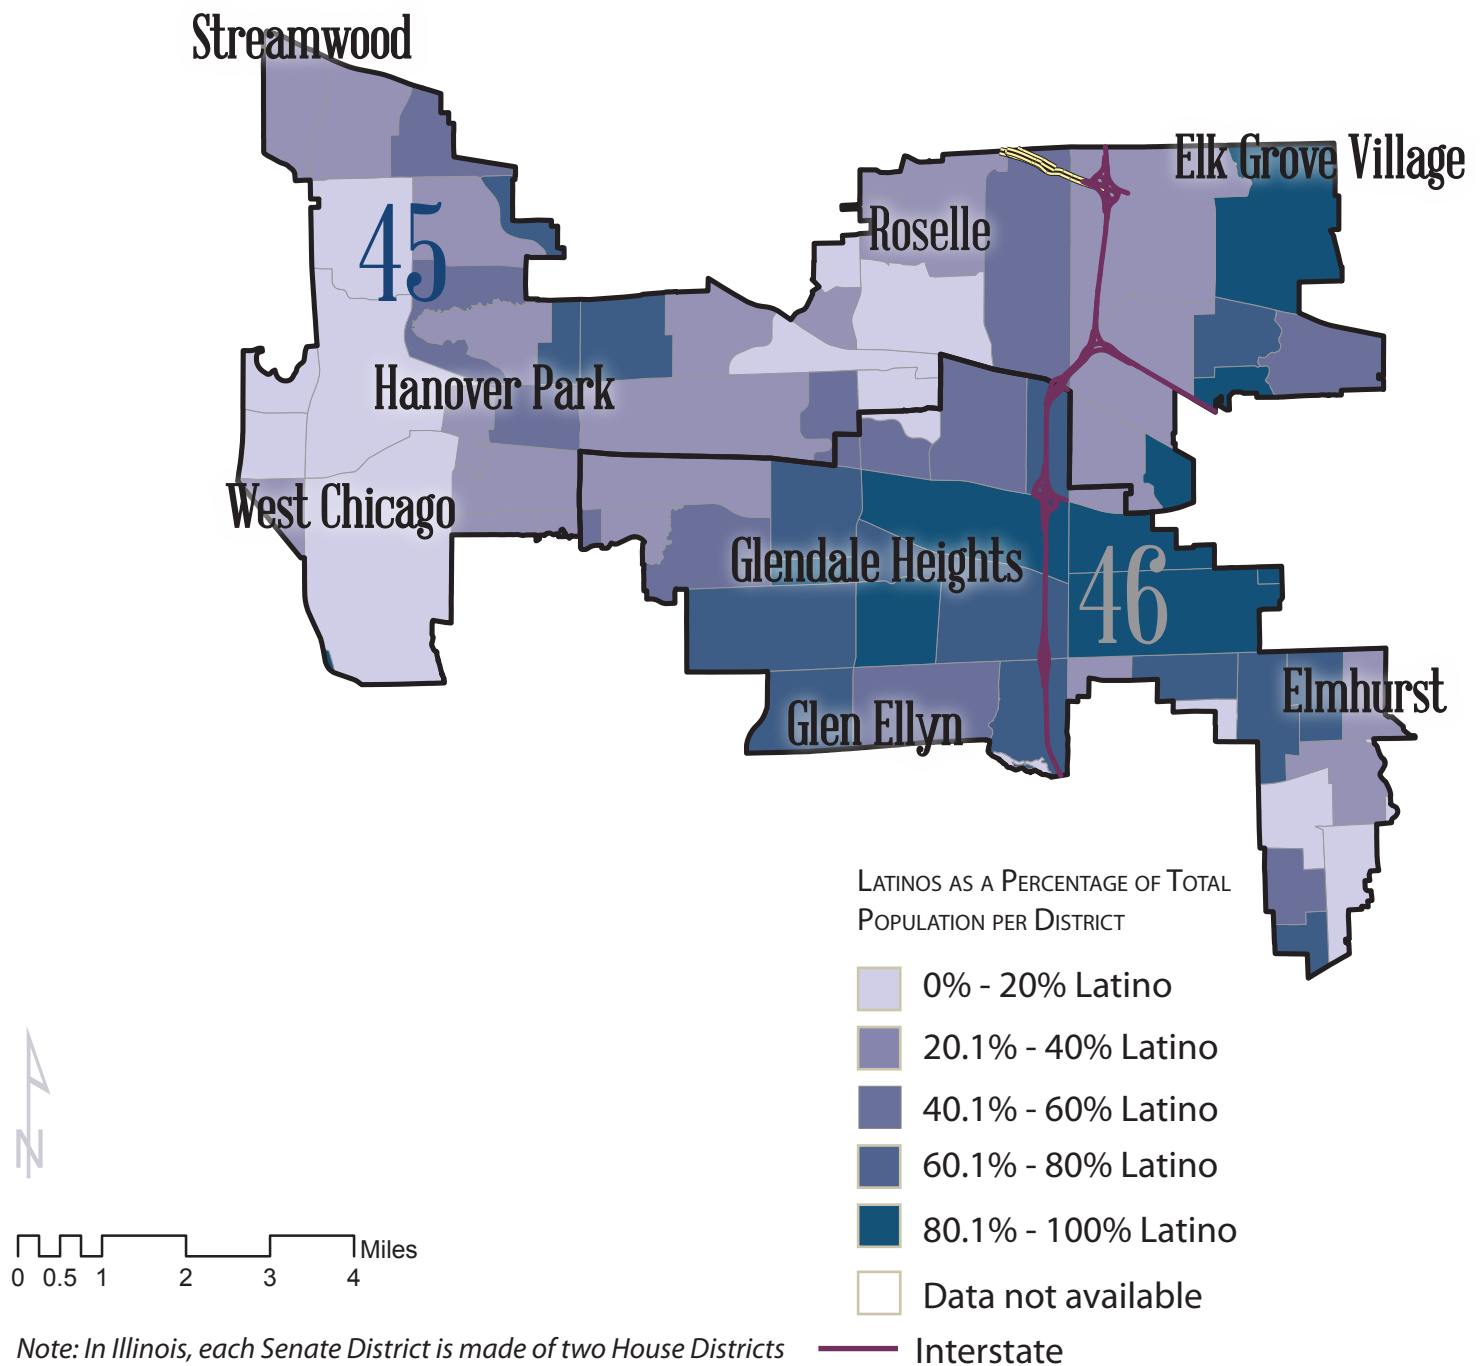 Streamwood
Elk Grove Village
45
Roselle
Hanover Park
West Chicago
Glendale Heights
46
Elmhurst
Glen Ellyn
Latinos as a Percentage of Total
Population per District
0% - 20% Latino
20.1% - 40% Latino
40.1% - 60% Latino
60.1% - 80% Latino
80.1% - 100% Latino
Data not available
Interstate
N
Miles
0 0.5 1 2 3 4
Note: In Illinois, each Senate District is made of two House Districts